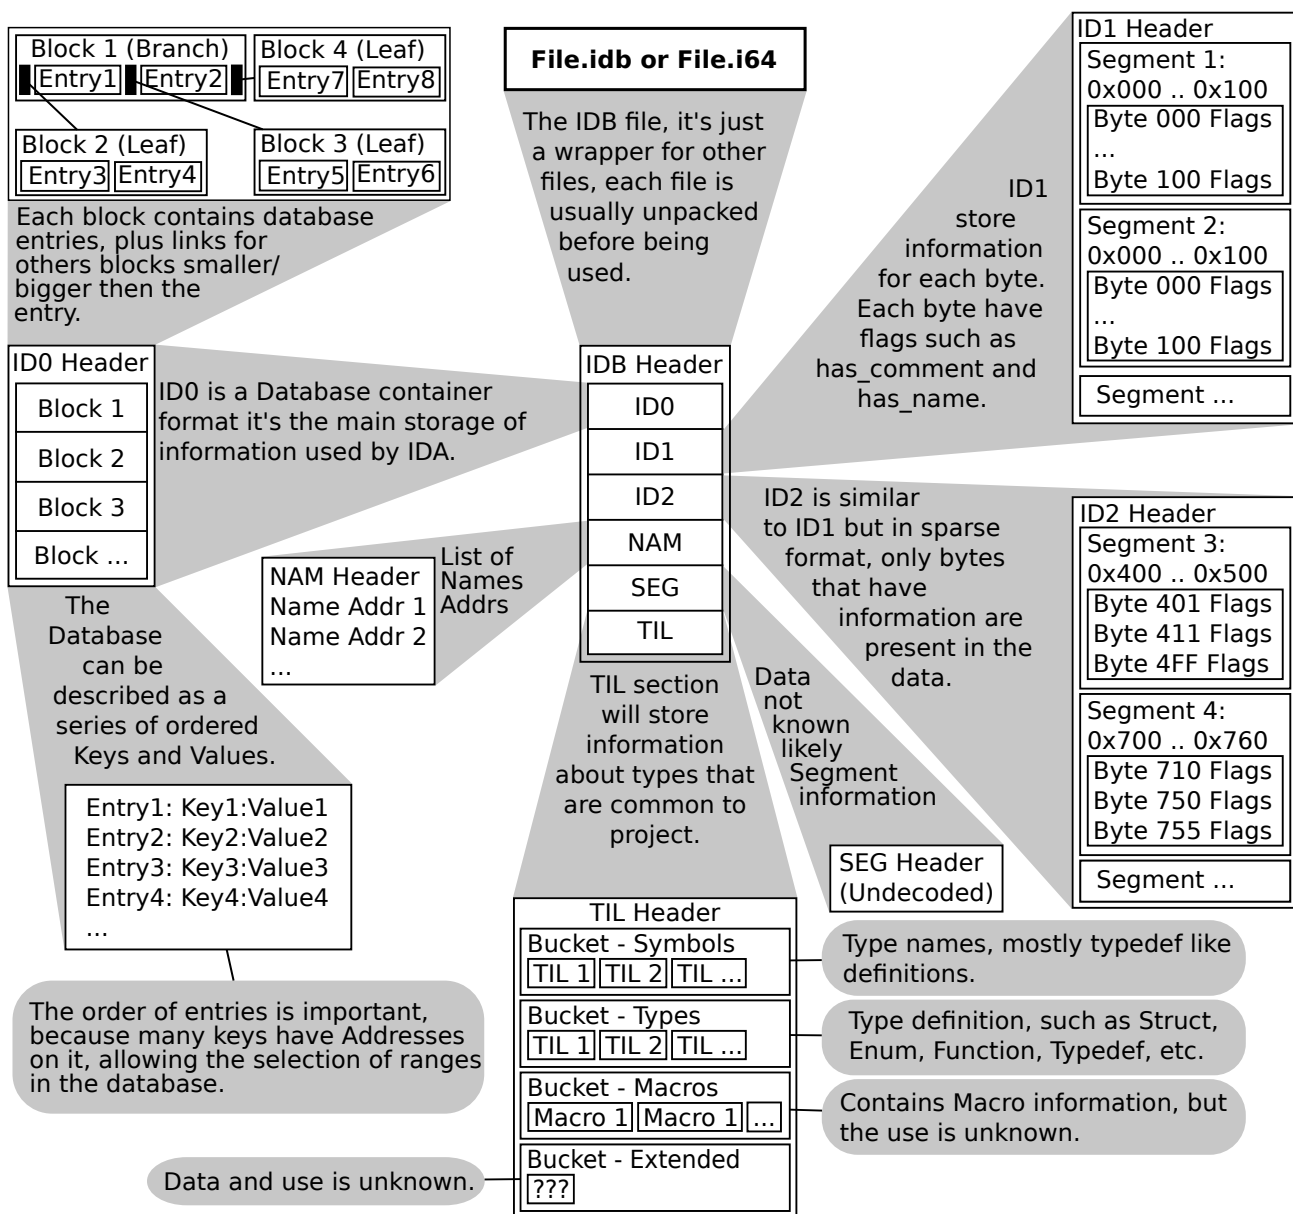 Block 1 (Branch)
Entry1 Entry2
Block 4 (Leaf)
Entry7 Entry8
Block 2 (Leaf)
Entry3 Entry4
Block 3 (Leaf)
Entry5 Entry6
Each block contains database
entries, plus links for
others blocks smaller/
bigger then the
entry.
File.idb or File.i64
The IDB file, it's just
a wrapper for other
files, each file is
usually unpacked
before being
used.
ID1
store
information
for each byte.
Each byte have
flags such as
has_comment and
has_name.
ID1 Header
Segment 1:
0x000 .. 0x100
Byte 000 Flags
...
Byte 100 Flags
Segment 2:
0x000 .. 0x100
Byte 000 Flags
...
Byte 100 Flags
Segment ...
ID0 Header
Block 1
Block 2
Block 3
Block ...
ID0 is a Database container
format it's the main storage of
information used by IDA.
IDB Header
ID0
ID1
ID2
NAM
SEG
TIL
ID2 is similar
to ID1 but in sparse
format, only bytes
that have
information are
present in the
data.
ID2 Header
Segment 3:
0x400 .. 0x500
Byte 401 Flags
Byte 411 Flags
Byte 4FF Flags
Segment 4:
0x700 .. 0x760
Byte 710 Flags
Byte 750 Flags
Byte 755 Flags
Segment ...
NAM Header
Name Addr 1
Name Addr 2
...
List of
Names
Addrs
The
Database
can be
described as a
series of ordered
Keys and Values.
Entry1: Key1:Value1
Entry2: Key2:Value2
Entry3: Key3:Value3
Entry4: Key4:Value4
...
The order of entries is important,
because many keys have Addresses
on it, allowing the selection of ranges
in the database.
TIL section
will store
information
about types that
are common to
project.
Data
not
known
likely
Segment
information
SEG Header
(Undecoded)
TIL Header
Bucket - Symbols
TIL 1 TIL 2 TIL ...
Type names, mostly typedef like
definitions.
Bucket - Types
TIL 1 TIL 2 TIL ...
Type definition, such as Struct,
Enum, Function, Typedef, etc.
Bucket - Macros
Macro 1 Macro 1 ...
Contains Macro information, but
the use is unknown.
Bucket - Extended
???
Data and use is unknown.